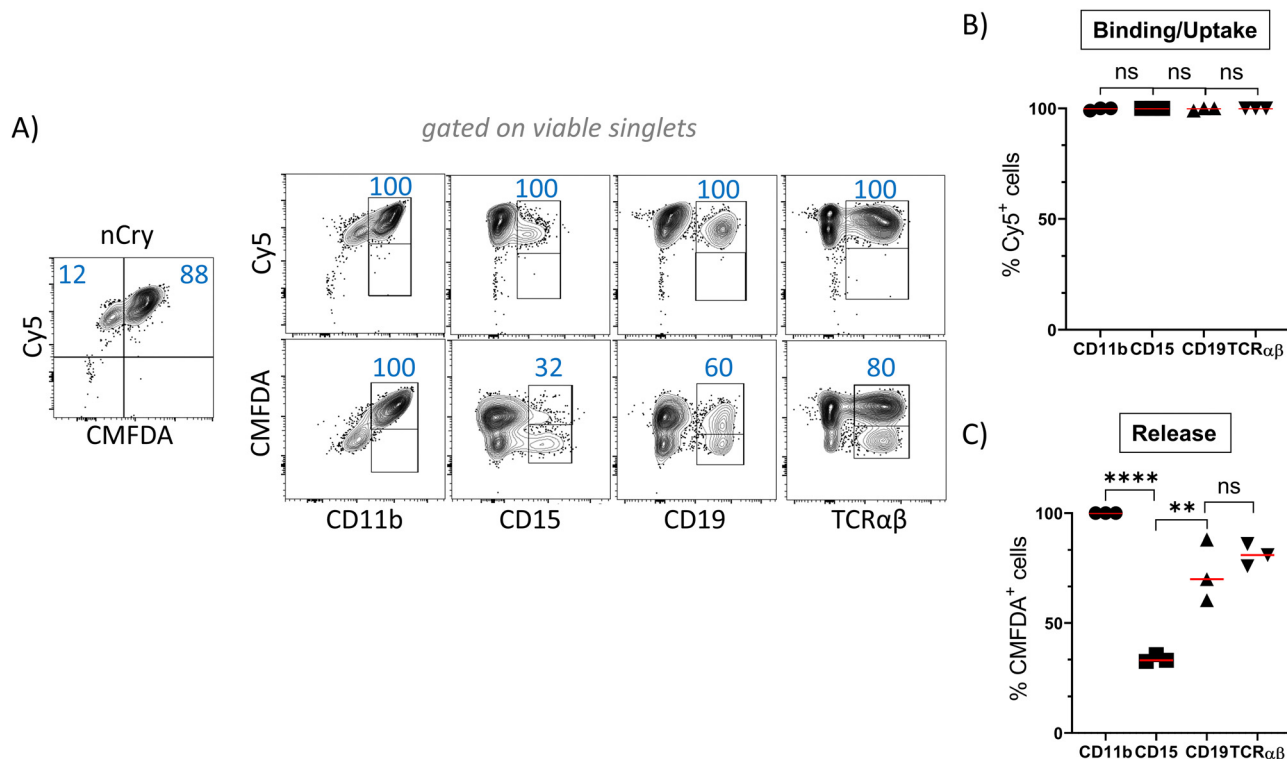 A)
gated on viable singlets
nCry
12 88
Cy5
CMFDA
Cy5
100 100 100 100
CMFDA
100 32 60 80
CD11b CD15 CD19 TCRαβ
B)
Binding/Uptake
ns ns ns
% Cy5+ cells
100
50
0
CD11b CD15 CD19 TCRαβ
C)
Release
**** ** ns
% CMFDA+ cells
100
50
0
CD11b CD15 CD19 TCRαβ